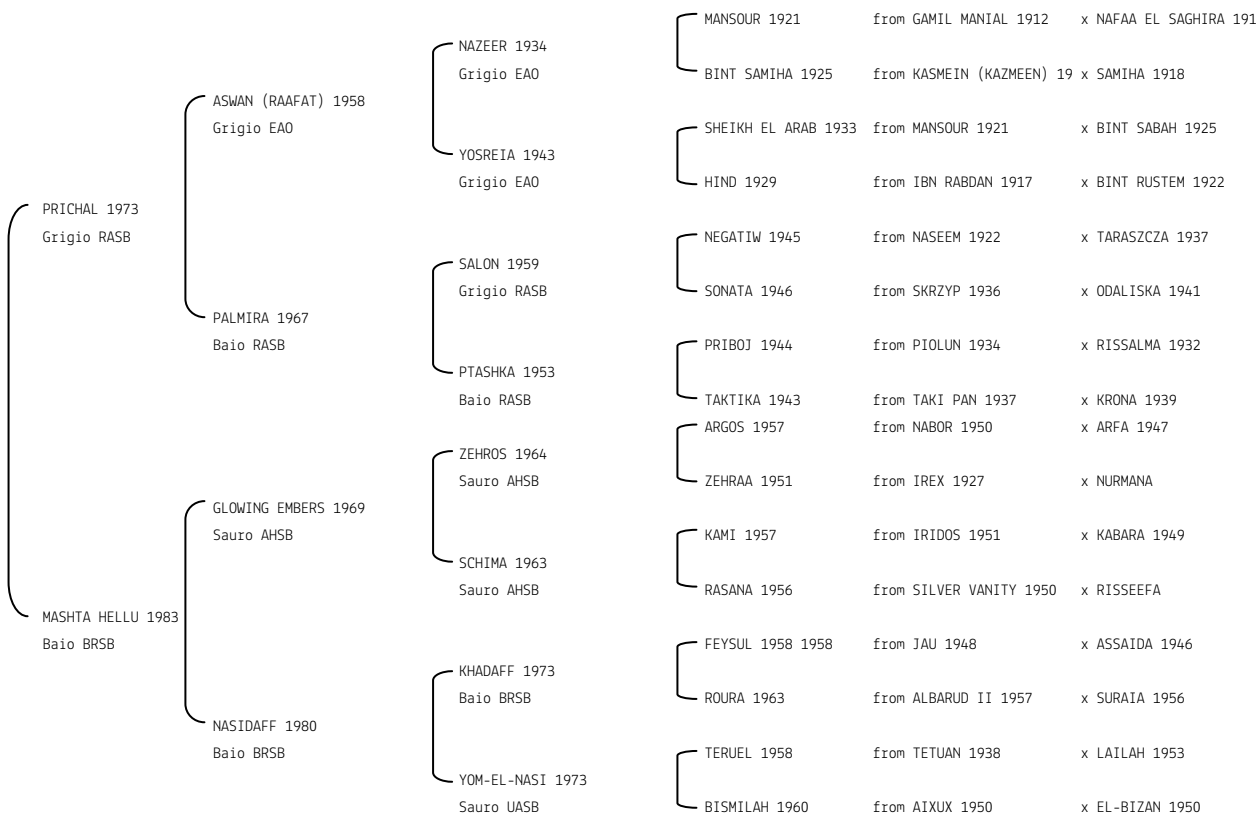 MANSOUR 1921 from GAMIL MANIAL 1912 x NAFAA EL SAGHIRA 191
NAZEER 1934
Grigio EAO BINT SAMIHA 1925 from KASMEIN (KAZMEEN) 19 x SAMIHA 1918
ASWAN (RAAFAT) 1958
Grigio EAO SHEIKH EL ARAB 1933 from MANSOUR 1921 x BINT SABAH 1925
YOSREIA 1943
Grigio EAO HIND 1929 from IBN RABDAN 1917 x BINT RUSTEM 1922
PRICHAL 1973
Grigio RASB NEGATIW 1945 from NASEEM 1922 x TARASZCZA 1937
SALON 1959
Grigio RASB SONATA 1946 from SKRZYP 1936 x ODALISKA 1941
PALMIRA 1967
Baio RASB PRIBOJ 1944 from PIOLUN 1934 x RISSALMA 1932
PTASHKA 1953
Baio RASB TAKTIKA 1943 from TAKI PAN 1937 x KRONA 1939
ARGOS 1957 from NABOR 1950 x ARFA 1947
ZEHROS 1964
Sauro AHSB ZEHRAA 1951 from IREX 1927 x NURMANA
GLOWING EMBERS 1969
Sauro AHSB KAMI 1957 from IRIDOS 1951 x KABARA 1949
SCHIMA 1963
Sauro AHSB RASANA 1956 from SILVER VANITY 1950 x RISSEEFA
MASHTA HELLU 1983
Baio BRSB FEYSUL 1958 1958 from JAU 1948 x ASSAIDA 1946
KHADAFF 1973
Baio BRSB ROURA 1963 from ALBARUD II 1957 x SURAIA 1956
NASIDAFF 1980
Baio BRSB TERUEL 1958 from TETUAN 1938 x LAILAH 1953
YOM-EL-NASI 1973
Sauro UASB BISMILAH 1960 from AIXUX 1950 x EL-BIZAN 1950